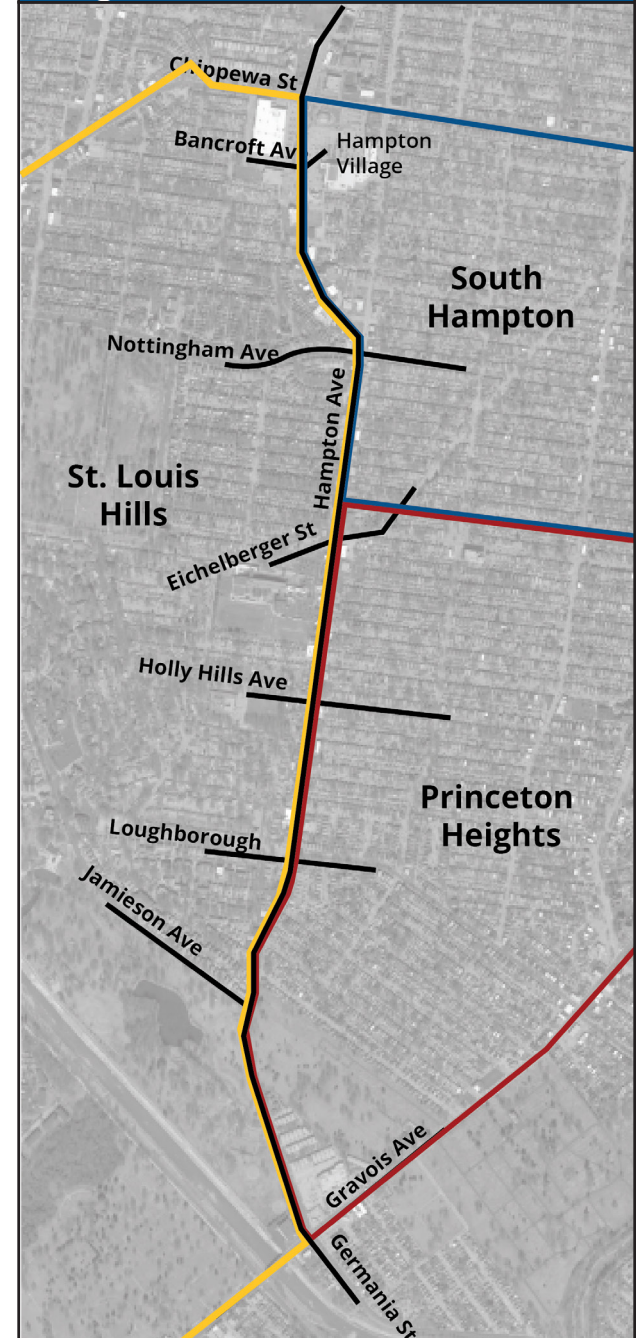 Chippewa St
Bancroft Av
Hampton
Village
South
Hampton
Nottingham Ave
Hampton Ave
St. Louis
Hills
Eichelberger St
Holly Hills Ave
Princeton
Heights
Loughborough
Jamieson Ave
Gravois Ave
Germania St